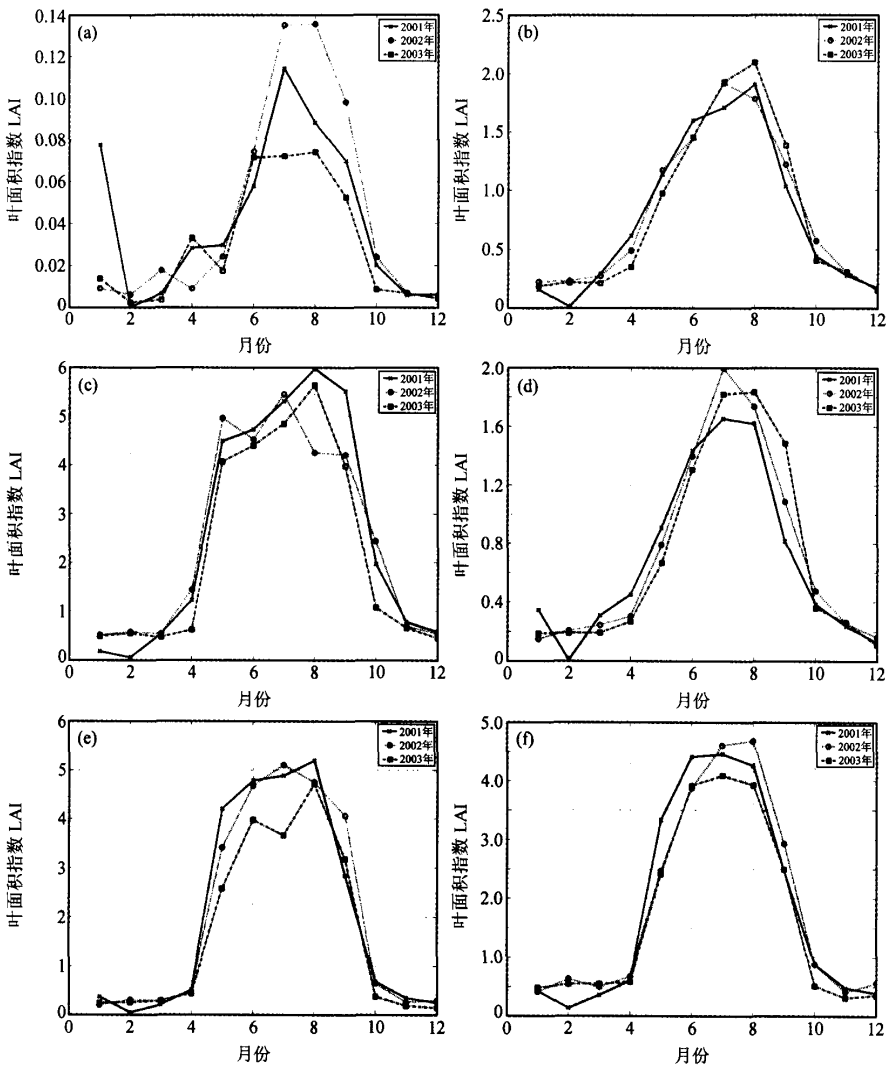 (a)
2001年
2002年
2003年
0.14
0.12
0.10
0.08
0.06
0.04
0.02
0
叶面积指数 LAI
0 2 4 6 8 10 12
月份
(b)
2001年
2002年
2003年
2.5
2.0
1.5
1.0
0.5
0
叶面积指数 LAI
0 2 4 6 8 10 12
月份
(c)
2001年
2002年
2003年
6
5
4
3
2
1
0
叶面积指数 LAI
0 2 4 6 8 10 12
月份
(d)
2001年
2002年
2003年
2.0
1.6
1.2
0.8
0.4
0
叶面积指数 LAI
0 2 4 6 8 10 12
月份
(e)
2001年
2002年
2003年
6
5
4
3
2
1
0
叶面积指数 LAI
0 2 4 6 8 10 12
月份
(f)
2001年
2002年
2003年
5.0
4.0
3.0
2.0
1.0
0
叶面积指数 LAI
0 2 4 6 8 10 12
月份